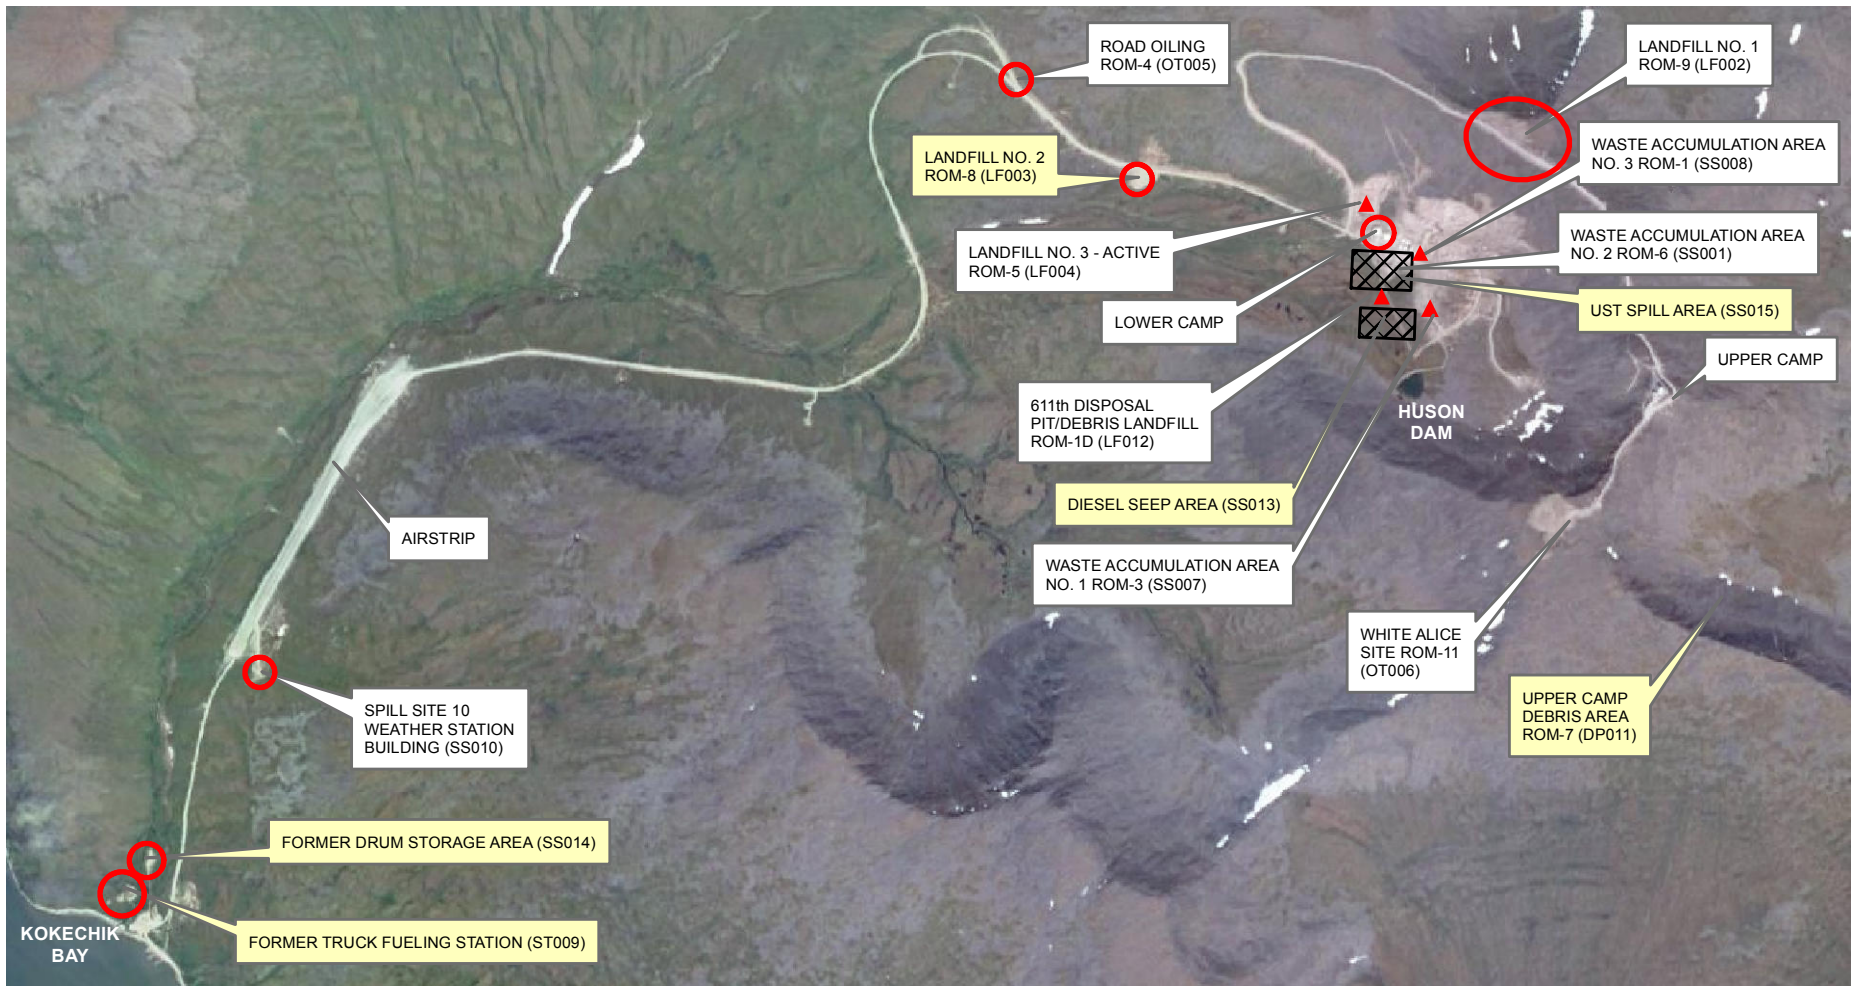 ROAD OILING
ROM-4 (OT005)
LANDFILL NO. 1
ROM-9 (LF002)
LANDFILL NO. 2
ROM-8 (LF003)
WASTE ACCUMULATION AREA
NO. 3 ROM-1 (SS008)
LANDFILL NO. 3 - ACTIVE
ROM-5 (LF004)
WASTE ACCUMULATION AREA
NO. 2 ROM-6 (SS001)
UST SPILL AREA (SS015)
LOWER CAMP
UPPER CAMP
611th DISPOSAL
PIT/DEBRIS LANDFILL
ROM-1D (LF012)
HUSON
DAM
DIESEL SEEP AREA (SS013)
AIRSTRIP
WASTE ACCUMULATION AREA
NO. 1 ROM-3 (SS007)
WHITE ALICE
SITE ROM-11
(OT006)
SPILL SITE 10
WEATHER STATION
BUILDING (SS010)
UPPER CAMP
DEBRIS AREA
ROM-7 (DP011)
FORMER DRUM STORAGE AREA (SS014)
KOKECHIK
BAY
FORMER TRUCK FUELING STATION (ST009)